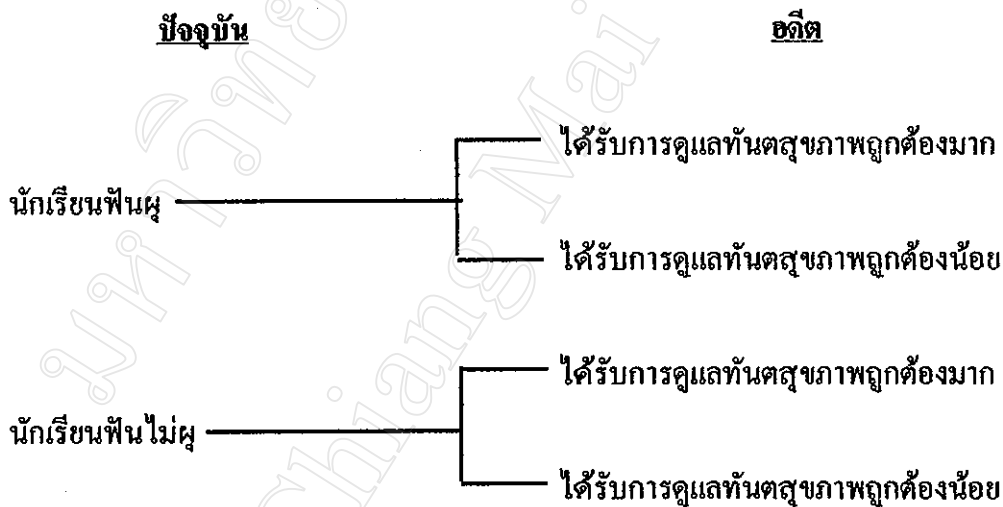 ปัจจุบัน อดีต
ได้รับการดูแลทันตสุขภาพถูกต้องมาก
นักเรียนฟันผุ
ได้รับการดูแลทันตสุขภาพถูกต้องน้อย
ได้รับการดูแลทันตสุขภาพถูกต้องมาก
นักเรียนฟันไม่ผุ
ได้รับการดูแลทันตสุขภาพถูกต้องน้อย